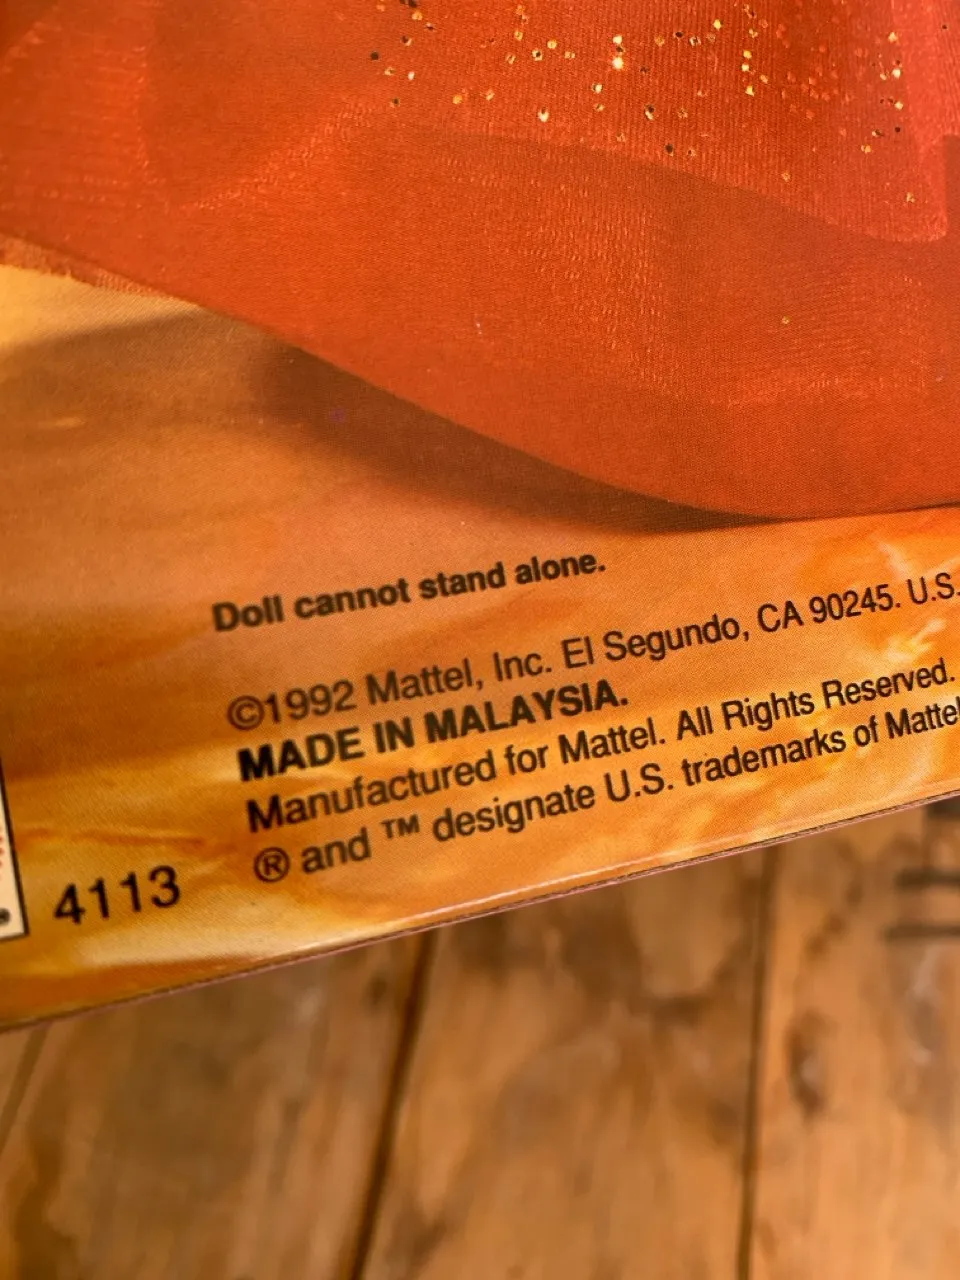 Doll cannot stand alone.
©1992 Mattel, Inc. El Segundo, CA 90245. U.S.
MADE IN MALAYSIA.
Manufactured for Mattel. All Rights Reserved.
® and ™ designate U.S. trademarks of Mattel
4113